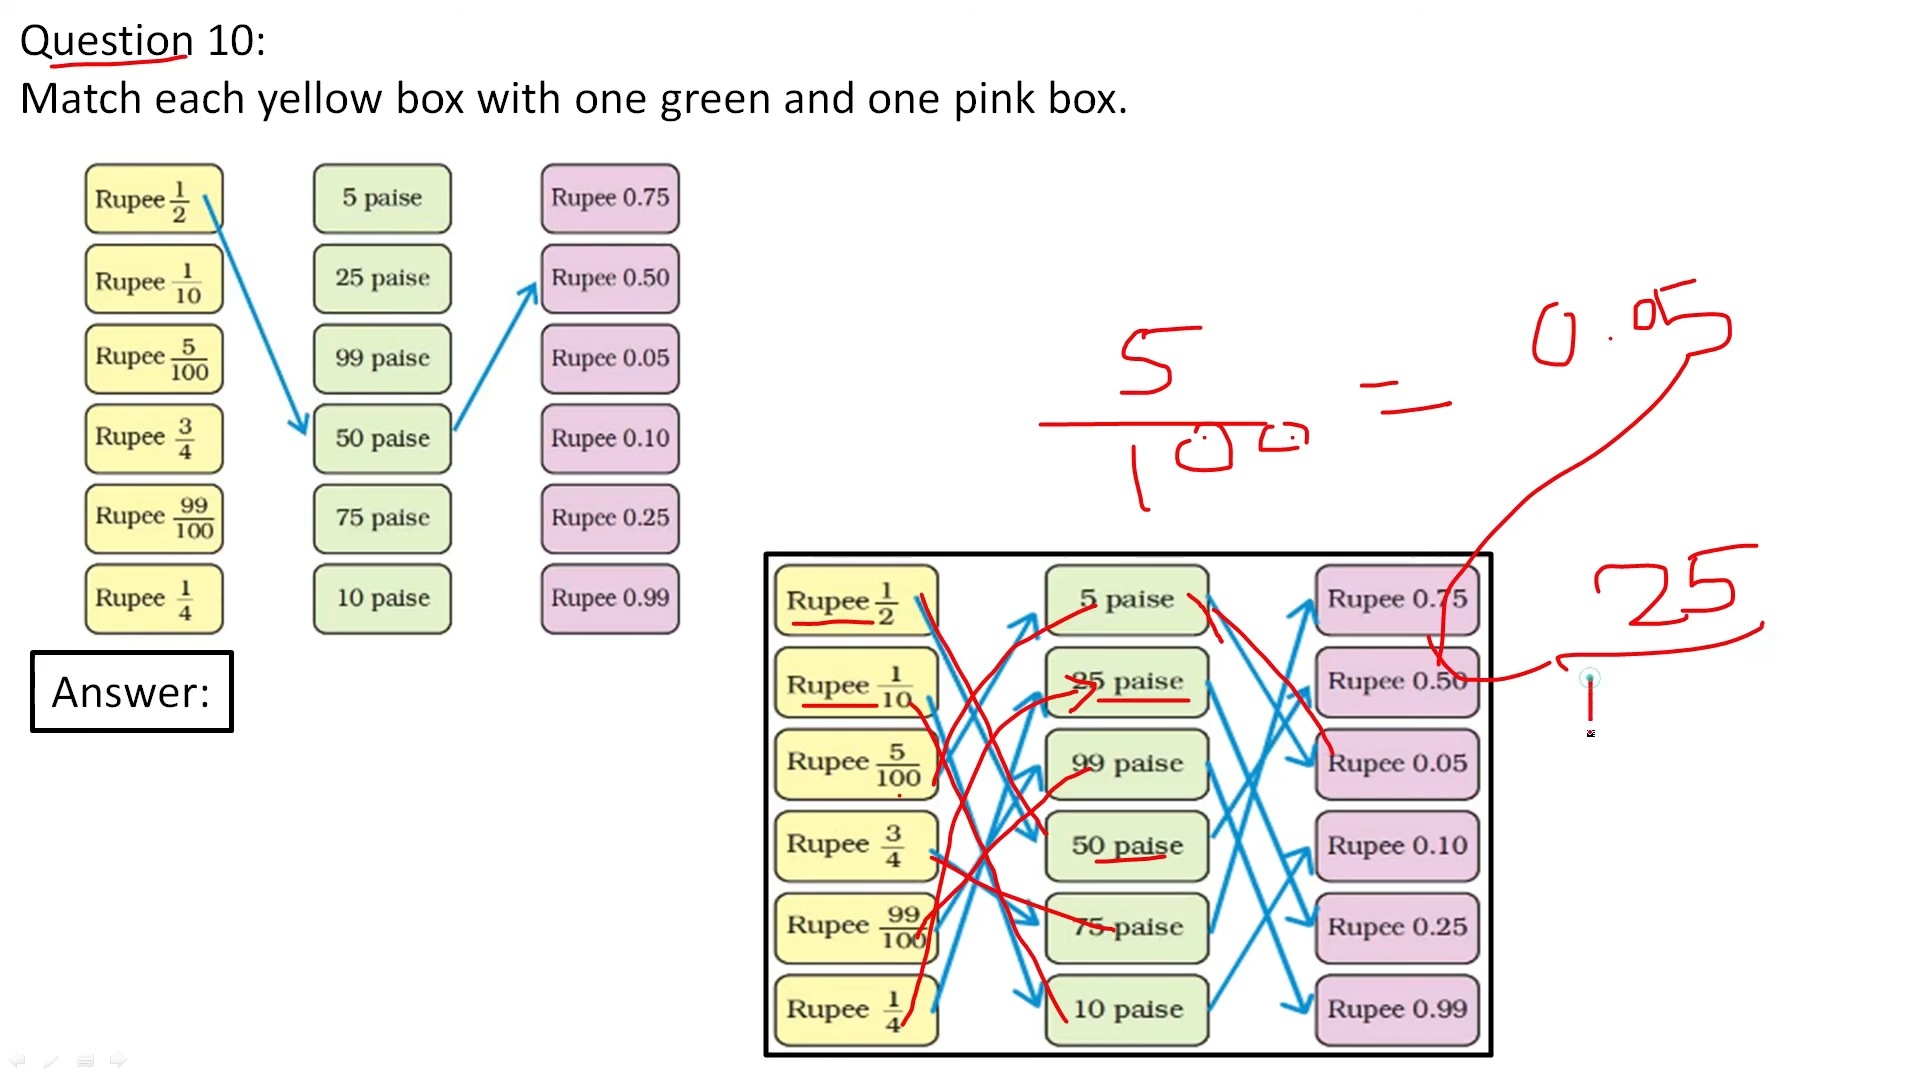 Question 10:
Match each yellow box with one green and one pink box.
Rupee 1/2 5 paise Rupee 0.75
Rupee 1/10 25 paise Rupee 0.50
Rupee 5/100 99 paise Rupee 0.05
Rupee 3/4 50 paise Rupee 0.10
Rupee 99/100 75 paise Rupee 0.25
Rupee 1/4 10 paise Rupee 0.99
Answer:
5/100 = 0.05
Rupee 1/2 5 paise Rupee 0.75
Rupee 1/10 25 paise Rupee 0.50
Rupee 5/100 99 paise Rupee 0.05
Rupee 3/4 50 paise Rupee 0.10
Rupee 99/100 75 paise Rupee 0.25
Rupee 1/4 10 paise Rupee 0.99
25/1